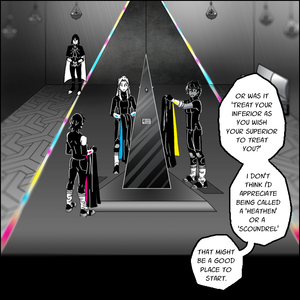 OR WAS IT
'TREAT YOUR
INFERIOR AS
YOU WISH
YOUR SUPERIOR
TO TREAT
YOU?'
I DON'T
THINK I'D
APPRECIATE
BEING CALLED
A 'HEATHEN'
OR A
'SCOUNDREL'
THAT MIGHT
BE A GOOD
PLACE TO
START.